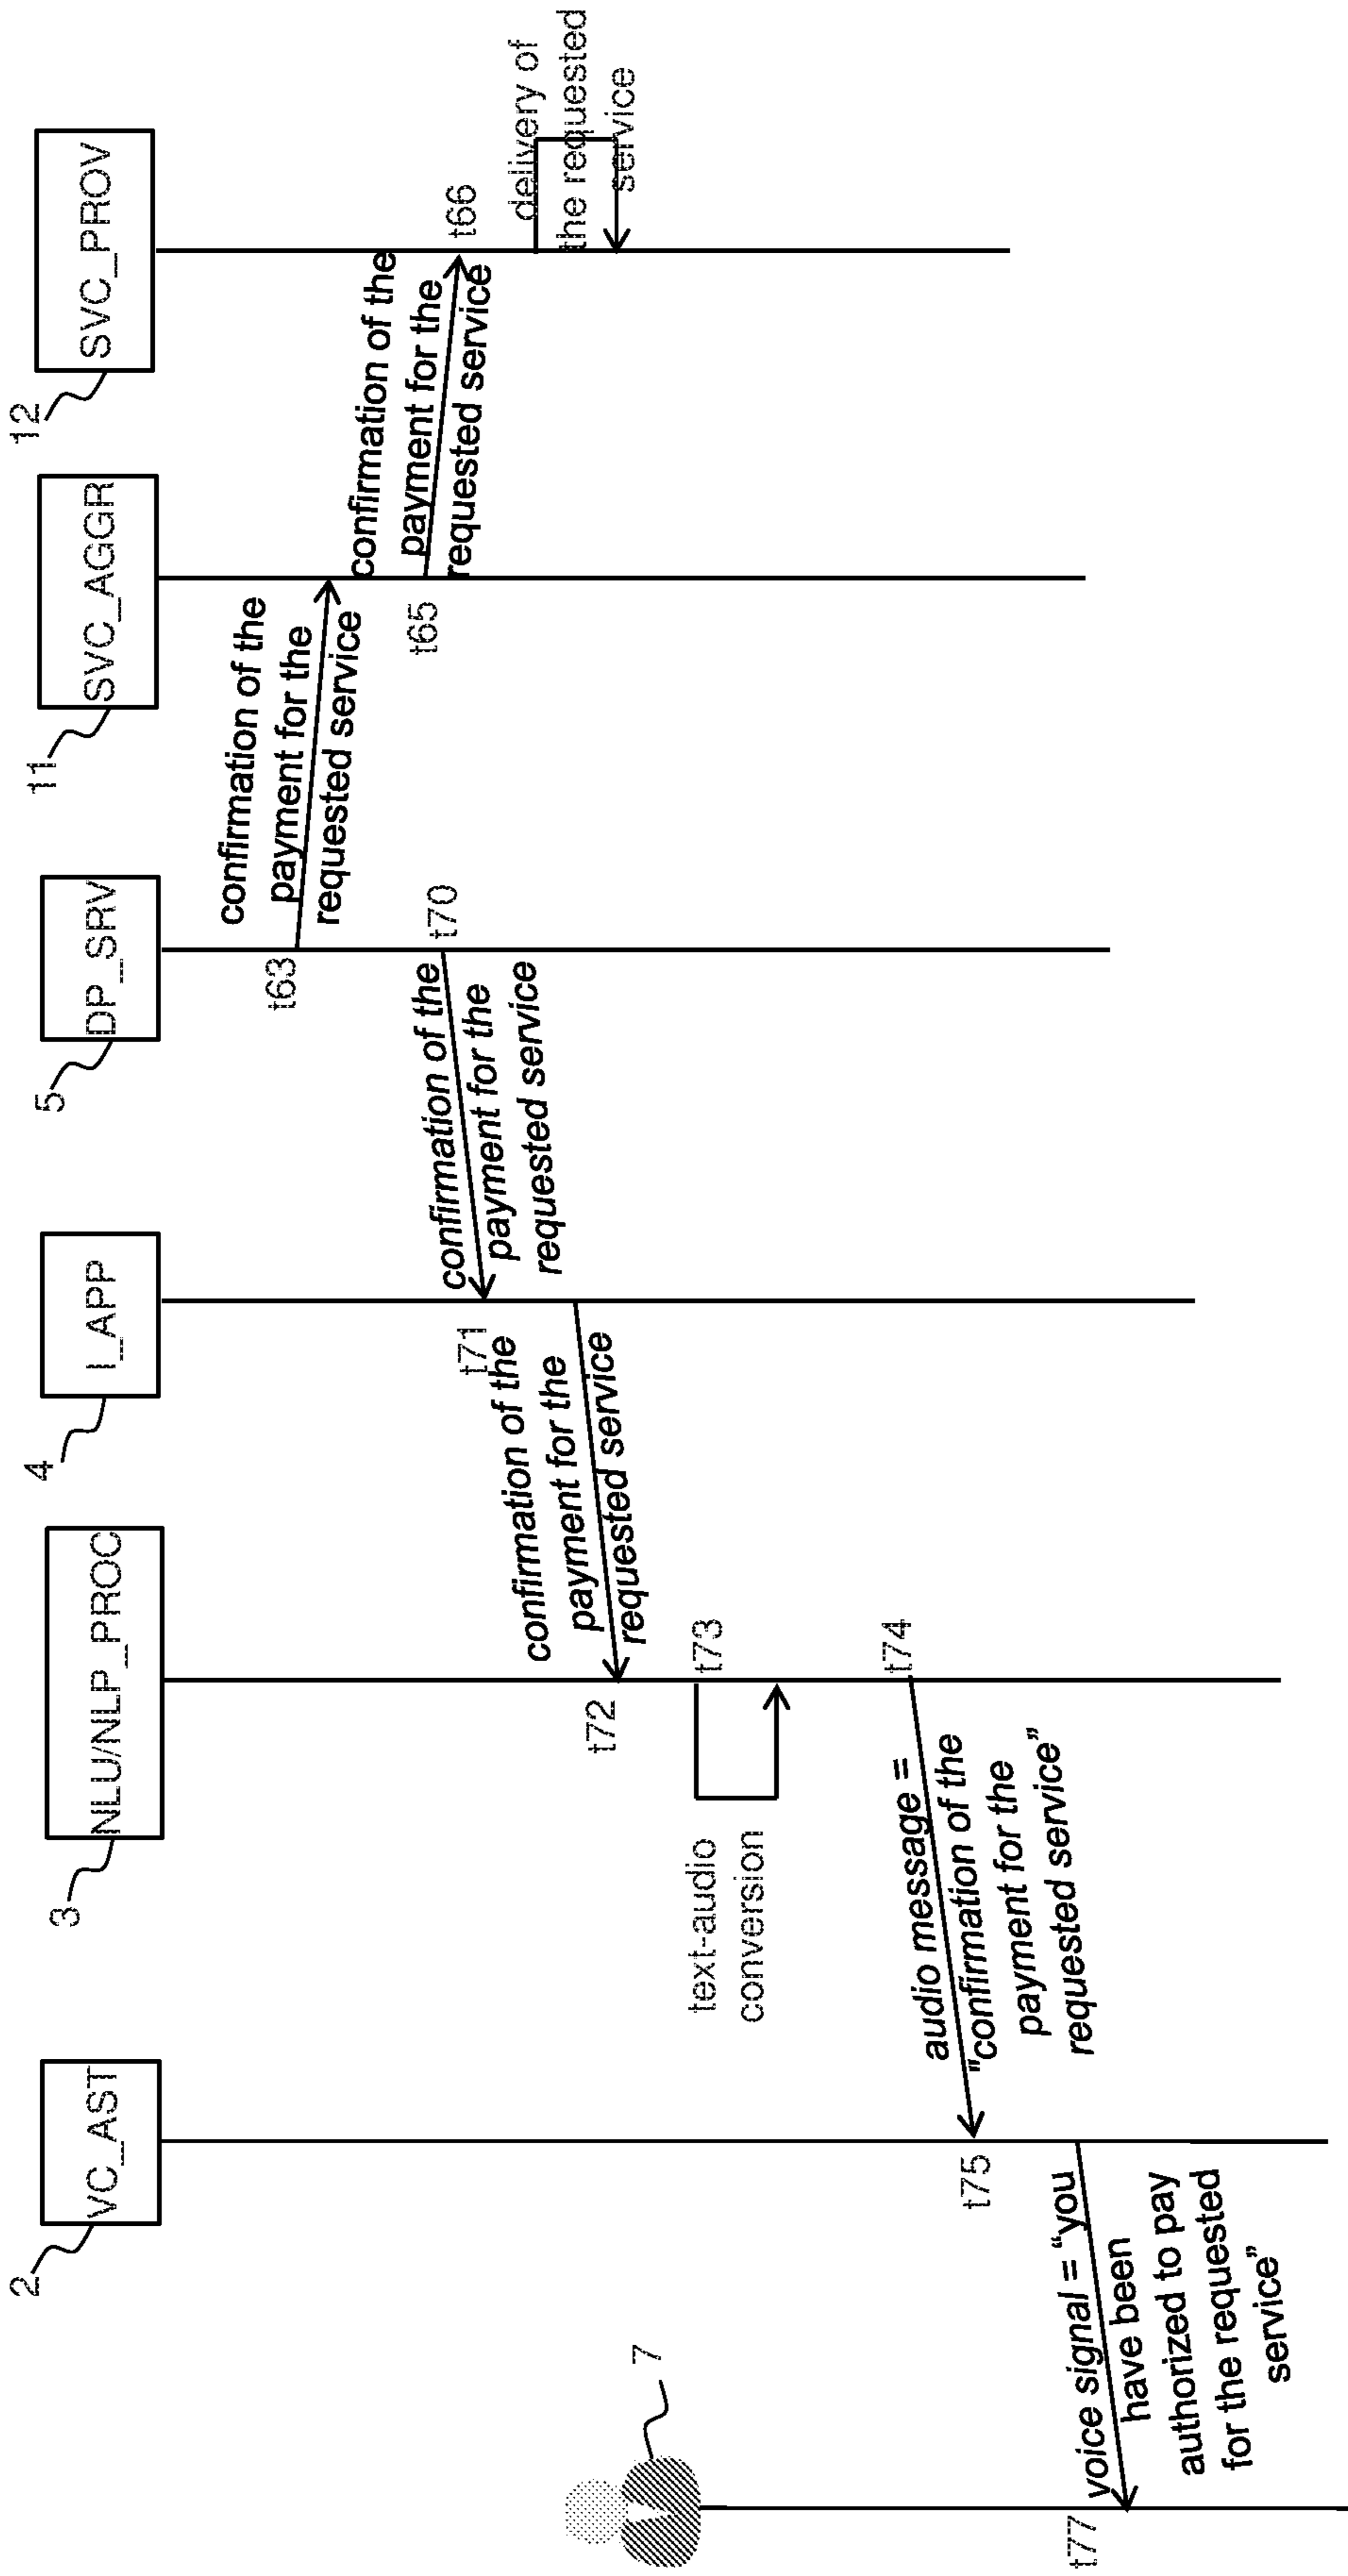 2
VC_AST
3
NLU/NLP_PROC
4
I_APP
5
DP_SRV
11
SVC_AGGR
12
SVC_PROV
7
t63
confirmation of the
payment for the
requested service
t65
confirmation of the
payment for the
requested service
t66
delivery of
the requested
service
t70
confirmation of the
payment for the
requested service
t71
confirmation of the
payment for the
requested service
t72
t73
text-audio
conversion
t74
audio message =
"confirmation of the
payment for the
requested service”
t75
voice signal = “you
have been
authorized to pay
for the requested
service”
t77